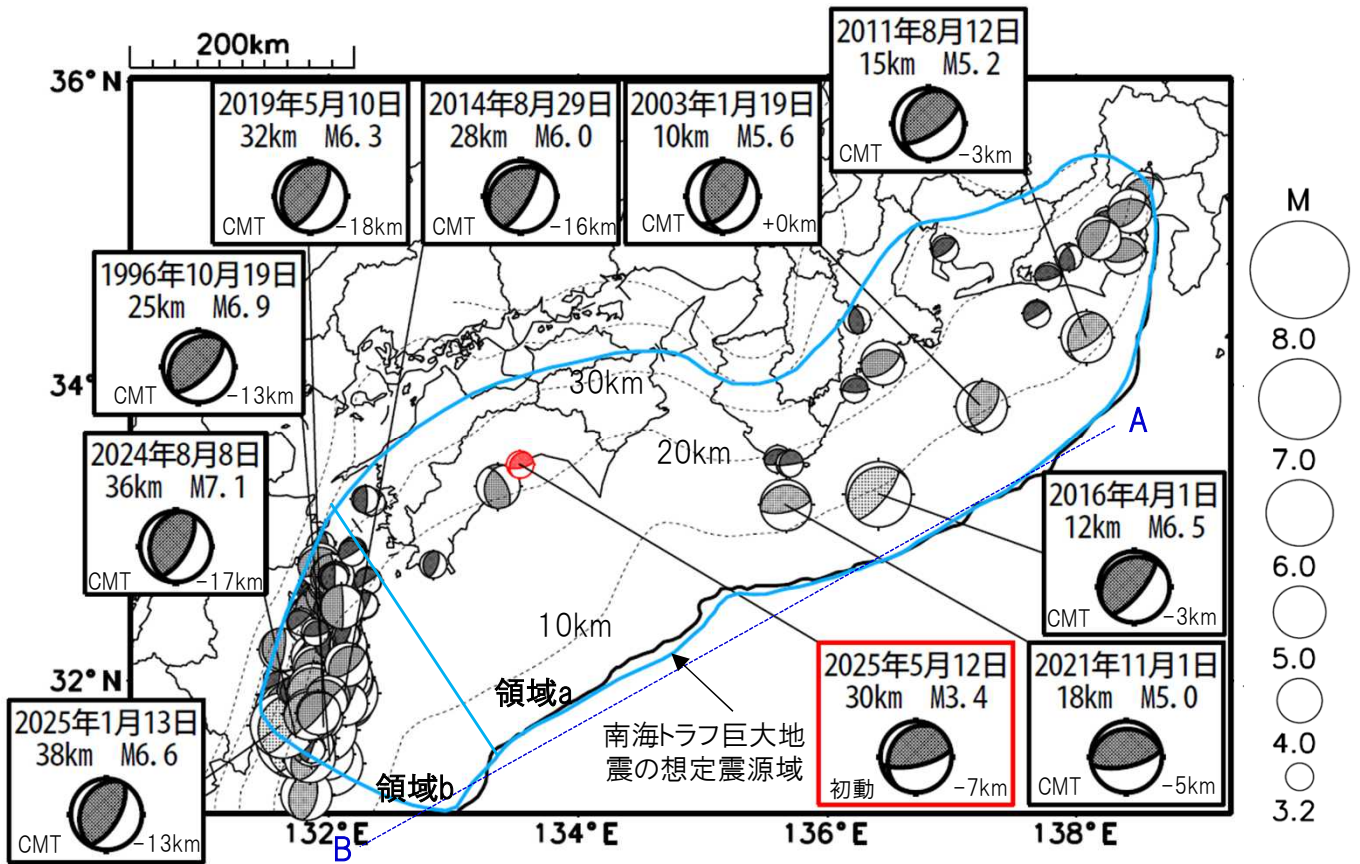 200km
36°N
34°
32°N
132°E
134°E
136°E
138°E
2011年8月12日
15km M5.2
CMT -3km
2019年5月10日
32km M6.3
CMT -18km
2014年8月29日
28km M6.0
CMT -16km
2003年1月19日
10km M5.6
CMT +0km
1996年10月19日
25km M6.9
CMT -13km
2024年8月8日
36km M7.1
CMT -17km
2025年1月13日
38km M6.6
CMT -13km
2016年4月1日
12km M6.5
CMT -3km
2025年5月12日
30km M3.4
初動 -7km
2021年11月1日
18km M5.0
CMT -5km
30km
20km
10km
A
B
領域a
領域b
南海トラフ巨大地
震の想定震源域
M
8.0
7.0
6.0
5.0
4.0
3.2